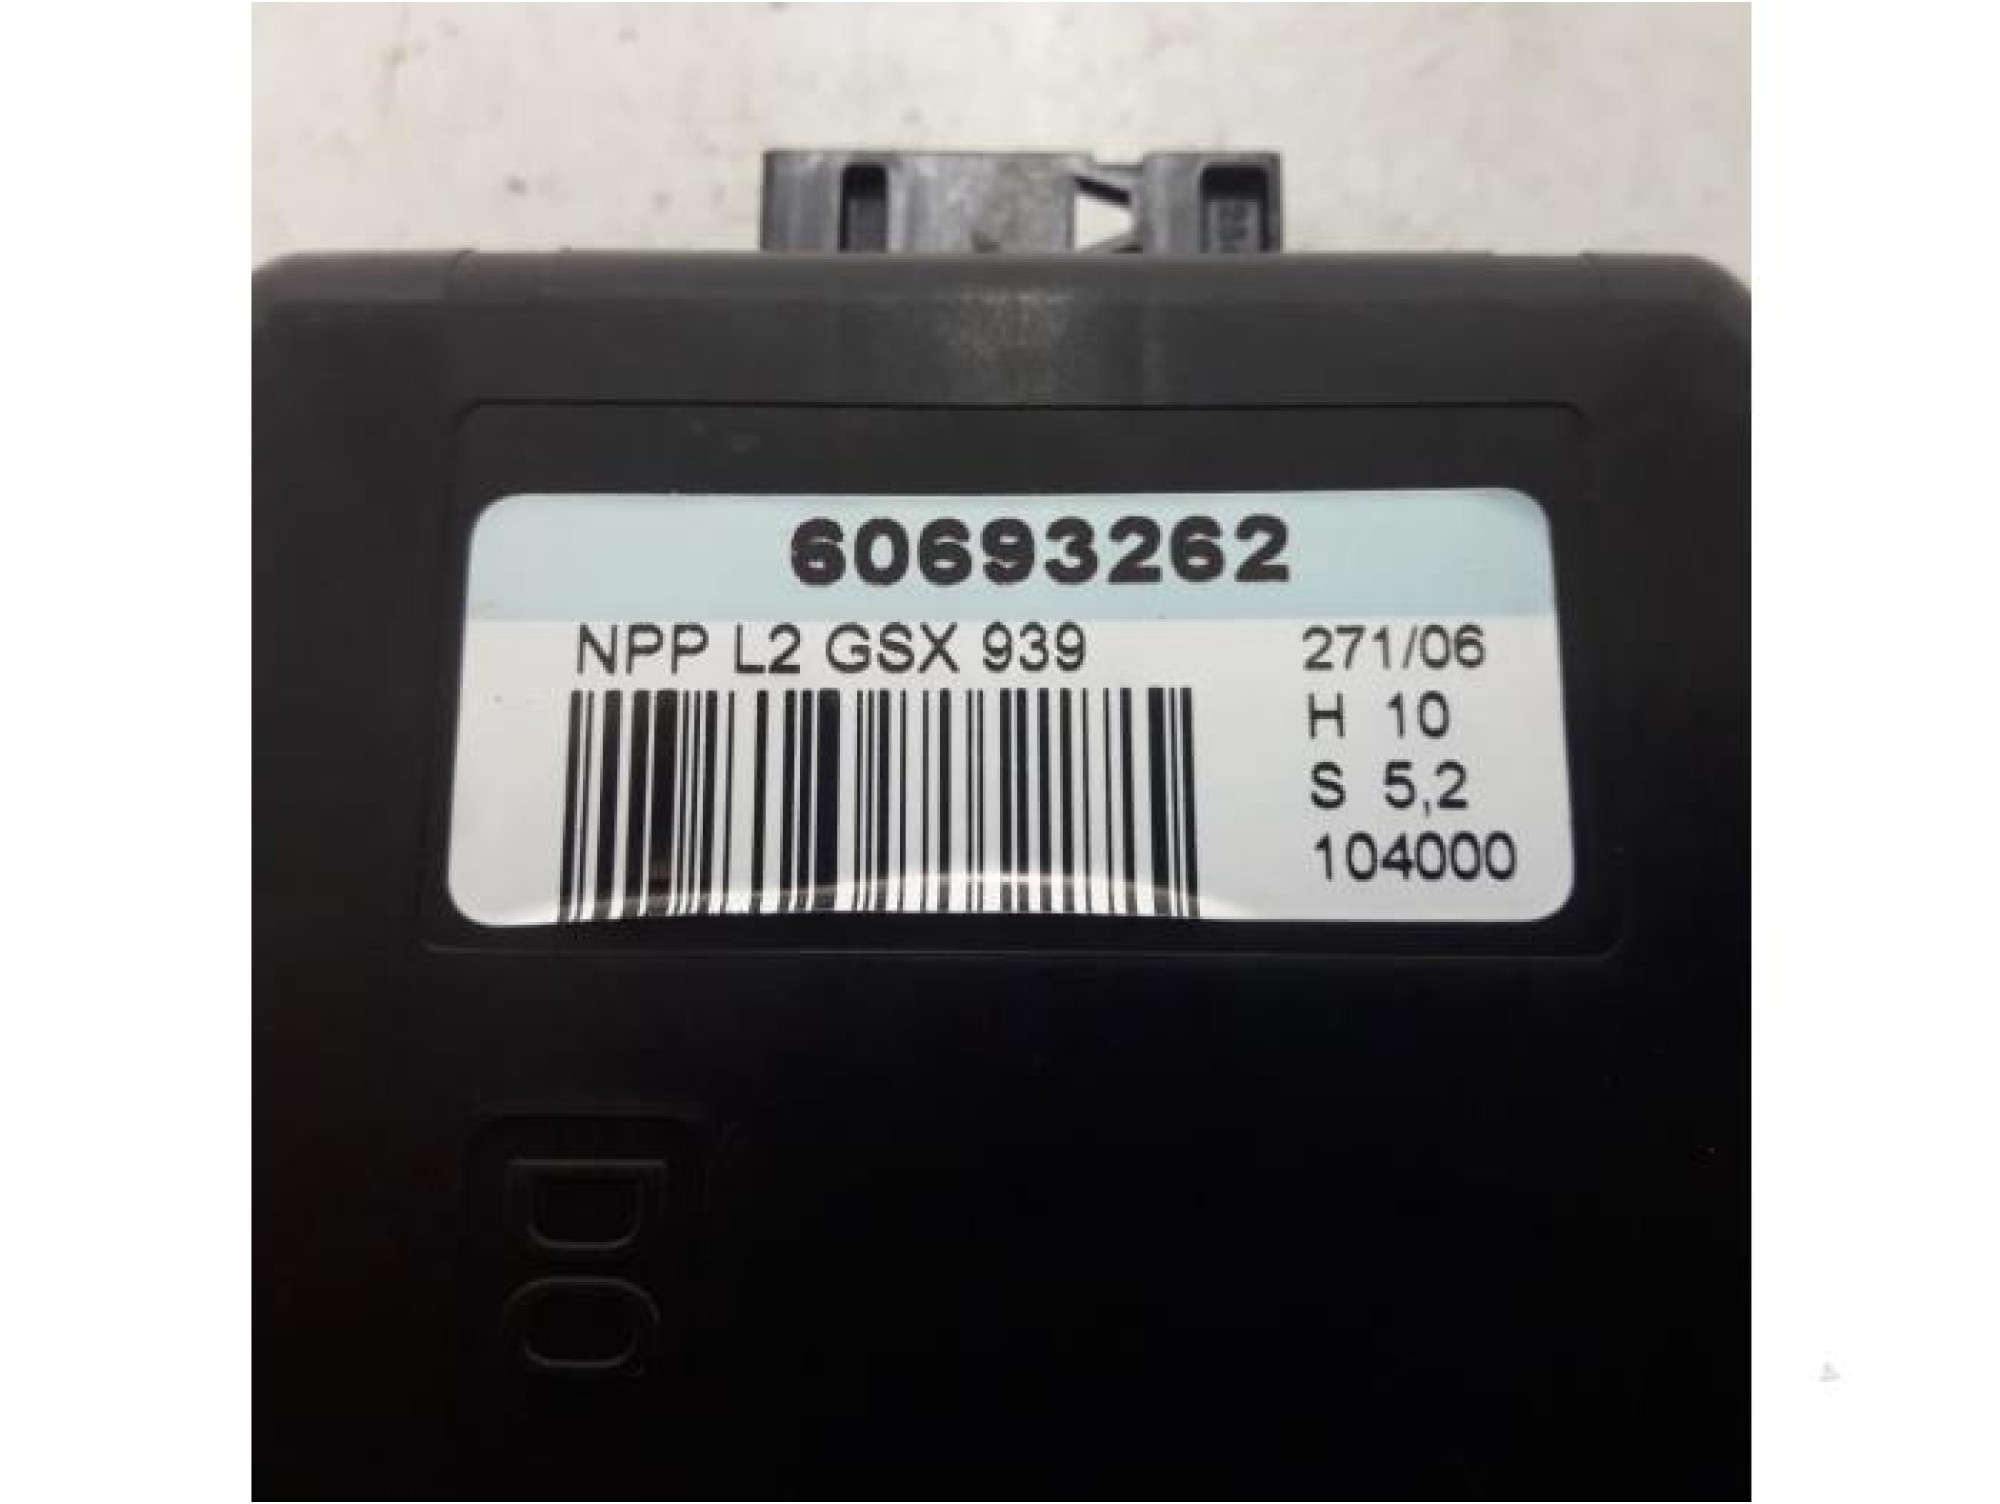 60693262
NPP L2 GSX 939
271/06
H 10
S 5,2
104000